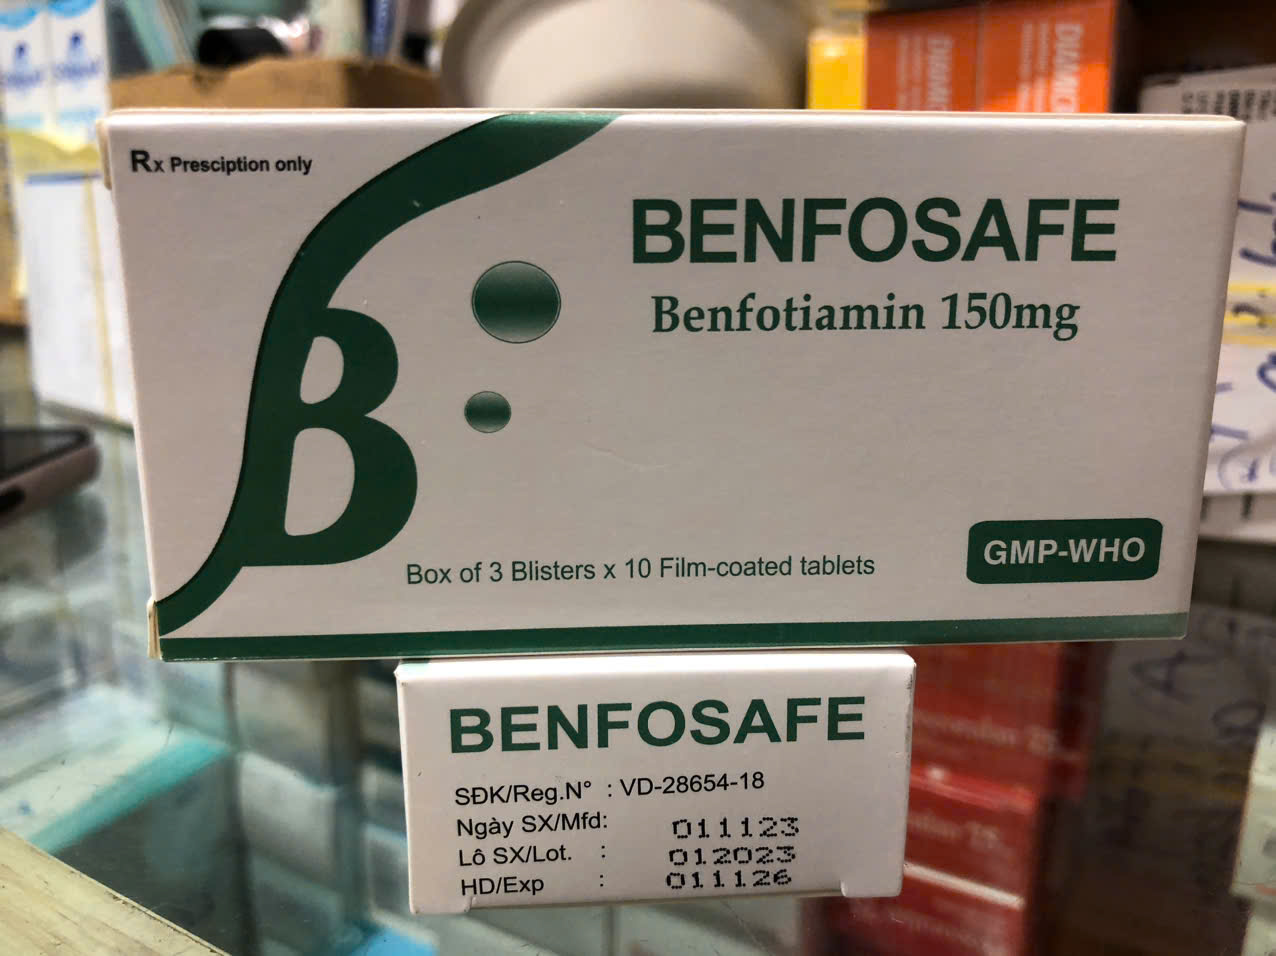 Rx Presciption only
BENFOSAFE
Benfotiamin 150mg
Box of 3 Blisters x 10 Film-coated tablets
GMP-WHO
BENFOSAFE
SĐK/Reg.N° : VD-28654-18
Ngày SX/Mfd: 011123
Lô SX/Lot. : 012023
HD/Exp : 011126